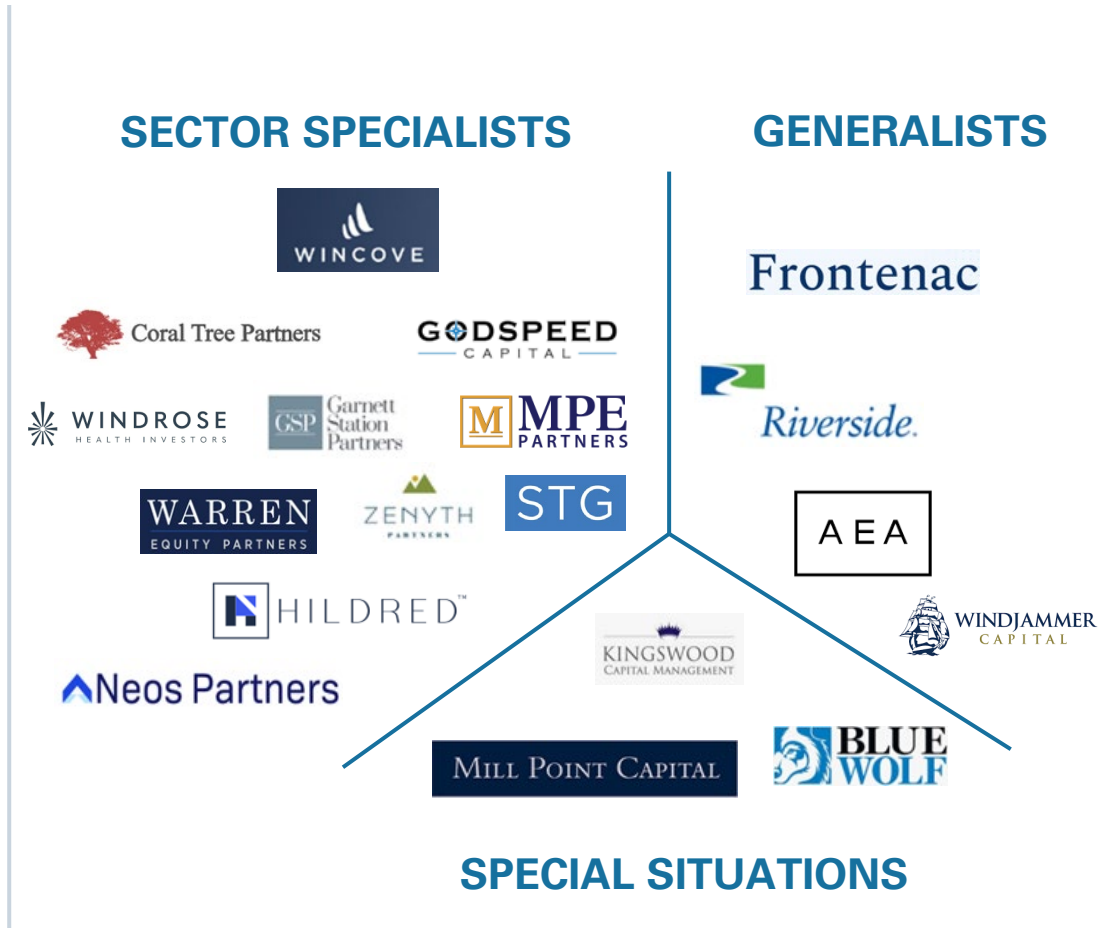 SECTOR SPECIALISTS
GENERALISTS
WINCOVE
Frontenac
Coral Tree Partners
GODSPEED
CAPITAL
Riverside.
WINDROSE
HEALTH INVESTORS
GSP
Garnett
Station
Partners
M
MPE
PARTNERS
WARREN
EQUITY PARTNERS
ZENYTH
PARTNERS
STG
AEA
HILDRED™
WINDJAMMER
CAPITAL
KINGSWOOD
CAPITAL MANAGEMENT
Neos Partners
MILL POINT CAPITAL
BLUE
WOLF
SPECIAL SITUATIONS